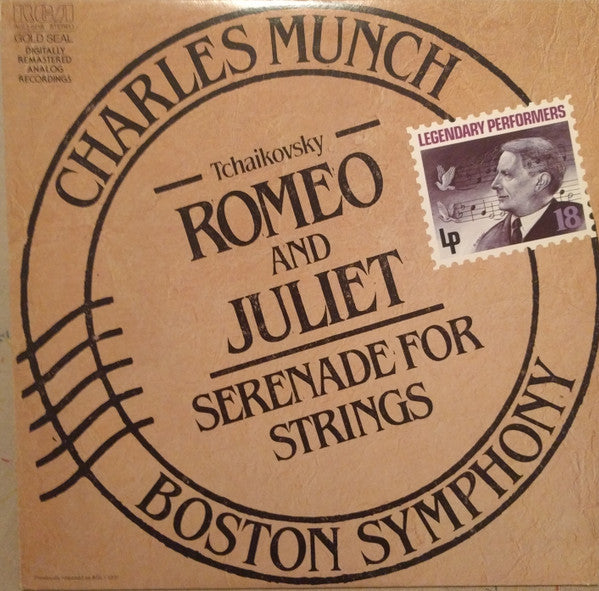 RCA
GOLD SEAL
DIGITALLY
REMASTERED
ANALOG
RECORDINGS
CHARLES MUNCH
LEGENDARY PERFORMERS
18
LP
Tchaikovsky
ROMEO
AND
JULIET
SERENADE FOR
STRINGS
BOSTON SYMPHONY